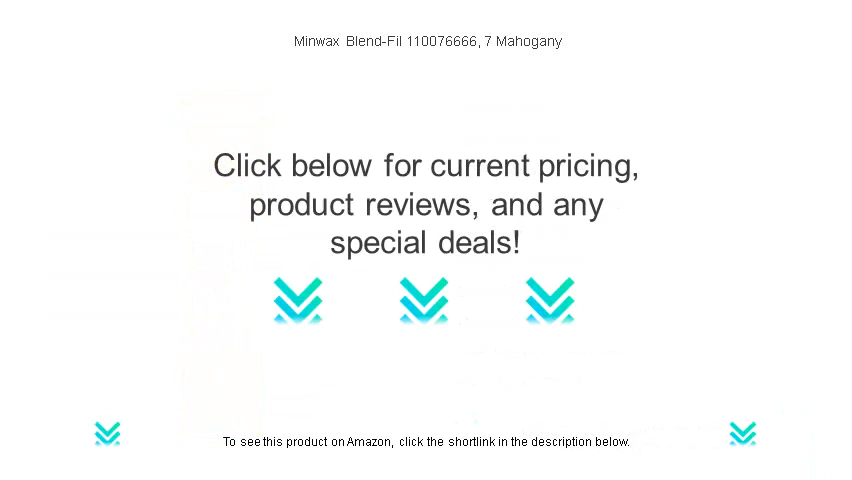 Minwax Blend-Fil 110076666, 7 Mahogany
Click below for current pricing,
product reviews, and any
special deals!
To see this product on Amazon, click the shortlink in the description below.